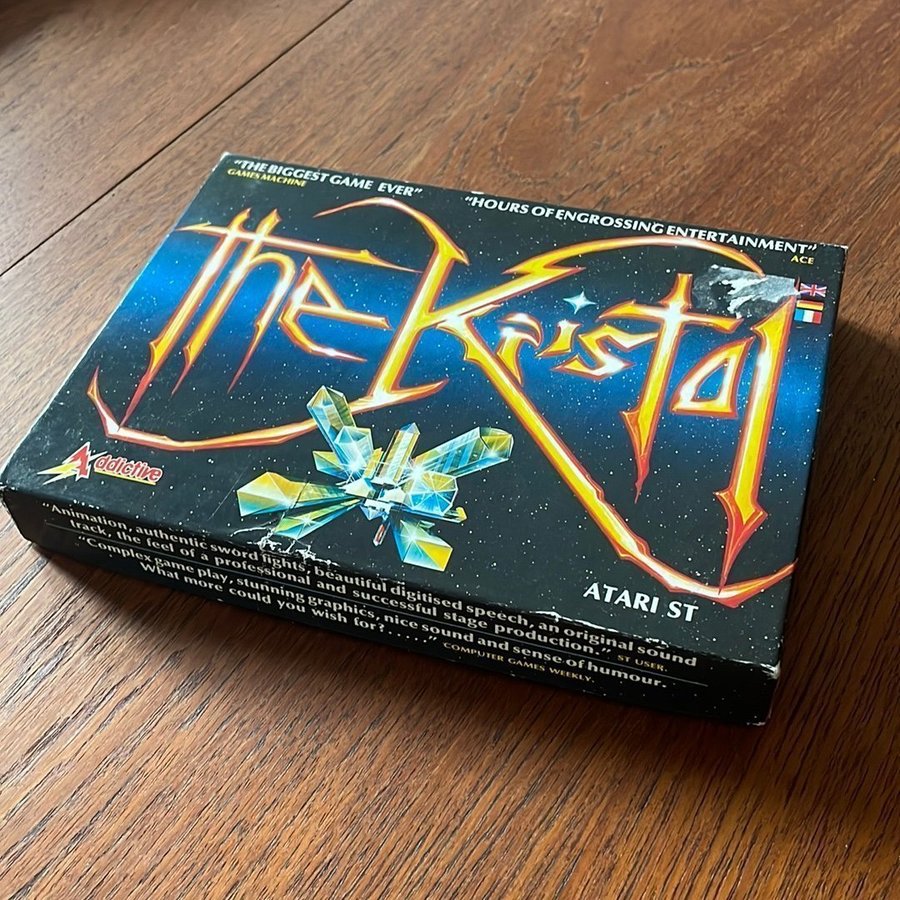 "THE BIGGEST GAME EVER"
GAMES MACHINE
"HOURS OF ENGROSSING ENTERTAINMENT"
ACE
The Kristal
Addictive
ATARI ST
"Animation, authentic sword fights, beautiful digitised speech, an original sound
track, the feel of a professional and successful stage production." ST USER.
"Complex game play, stunning graphics, nice sound and sense of humour.
What more could you wish for?......" COMPUTER GAMES WEEKLY.